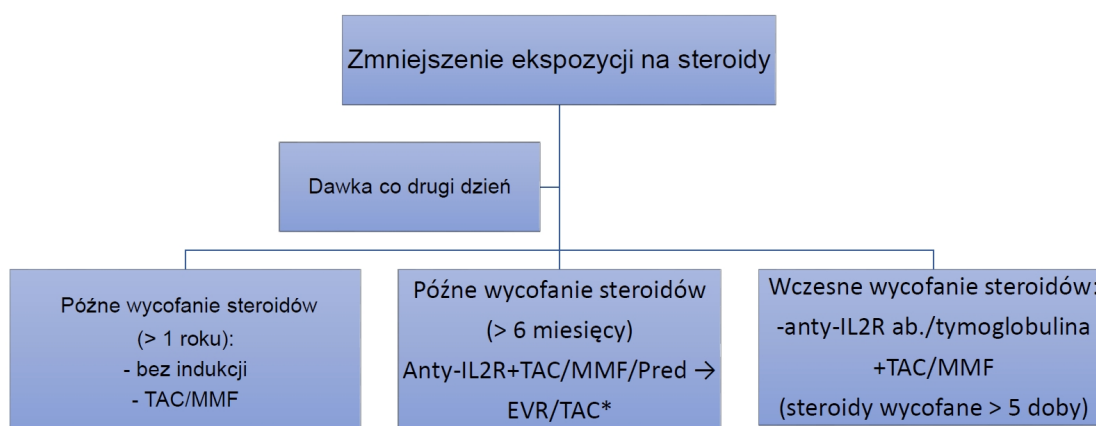 Zmniejszenie ekspozycji na steroidy
Dawka co drugi dzień
Późne wycofanie steroidów
(> 1 roku):
- bez indukcji
- TAC/MMF
Późne wycofanie steroidów
(> 6 miesięcy)
Anty-IL2R+TAC/MMF/Pred →
EVR/TAC*
Wczesne wycofanie steroidów:
-anty-IL2R ab./tymoglobulina
+TAC/MMF
(steroidy wycofane > 5 doby)